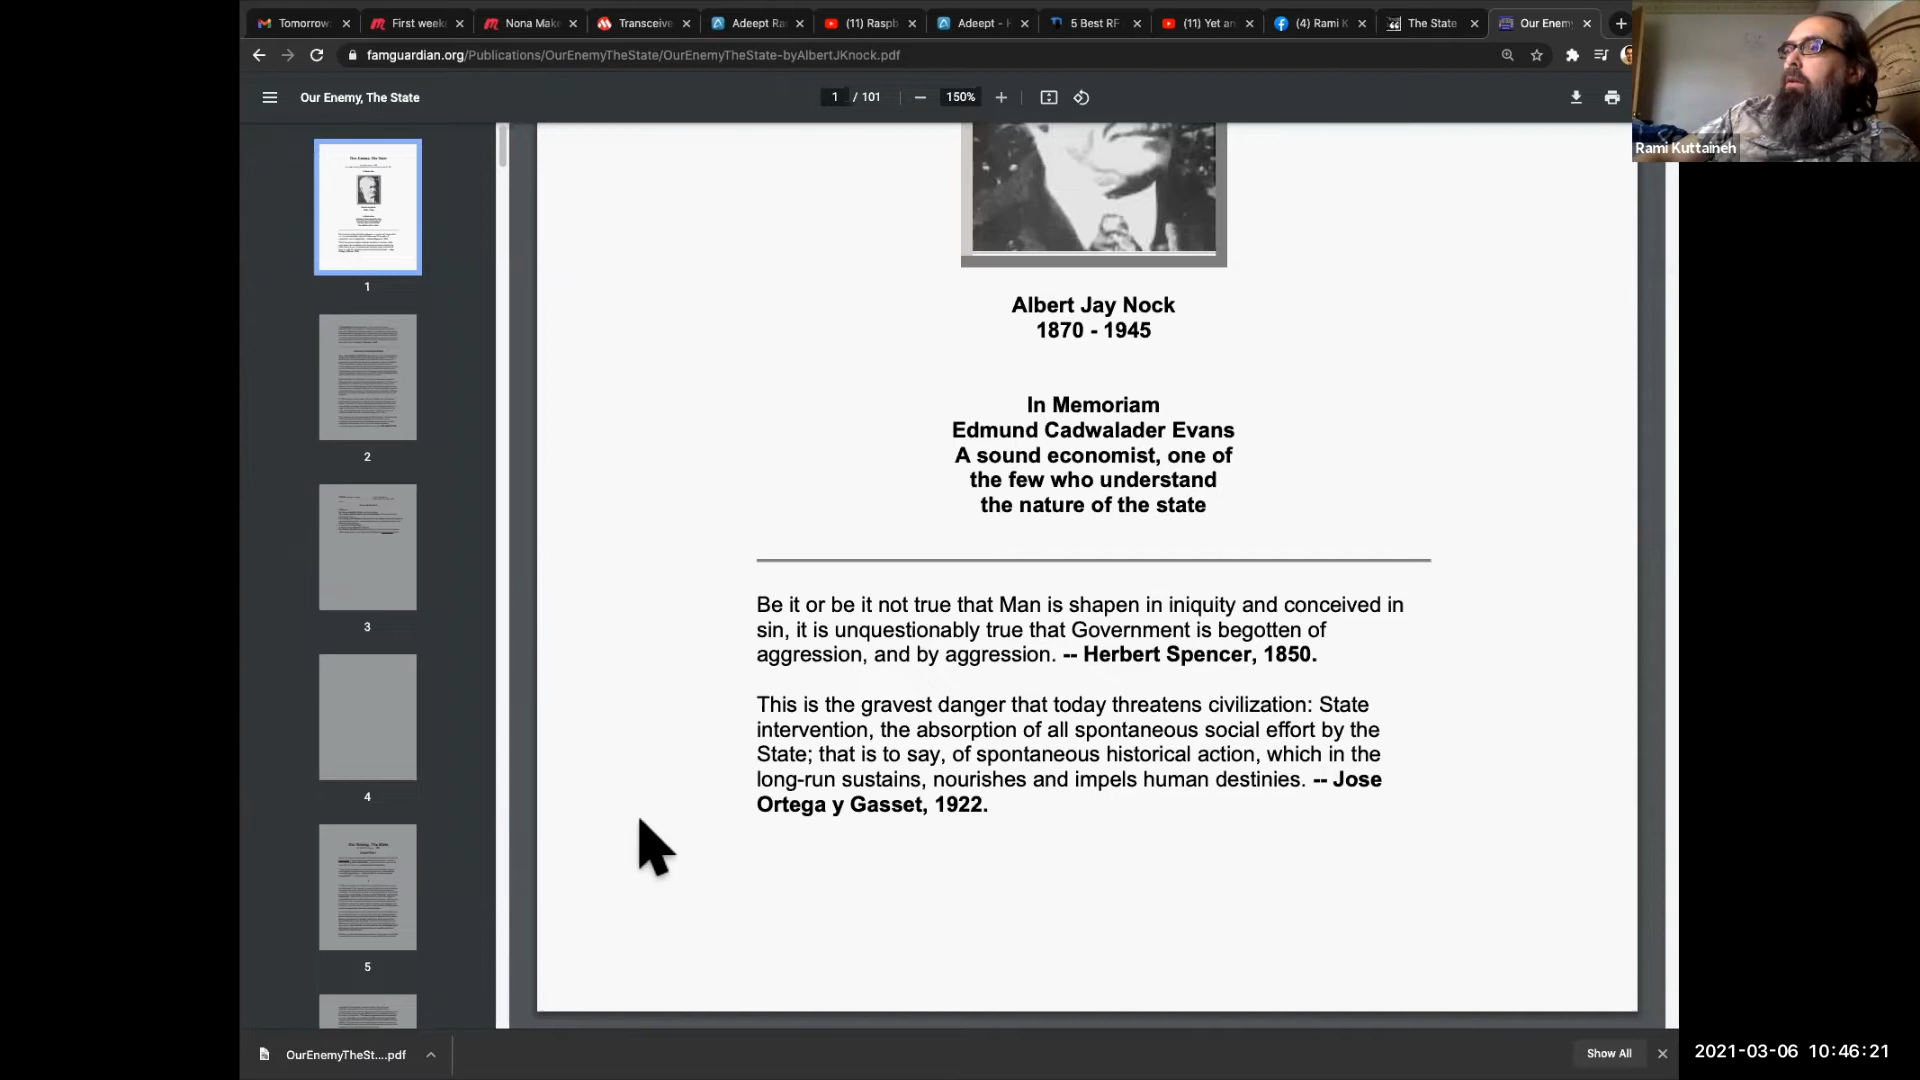 Tomorrow
First week
Nona Make
Transceive
Adeept Ra
(11) Raspb
Adeept - H
5 Best RF
(11) Yet an
(4) Rami K
The State
Our Enem
famguardian.org/Publications/OurEnemyTheState/OurEnemyTheState-byAlbertJKnock.pdf
Our Enemy, The State
1 / 101
150%
Rami Kuttaineh
1
2
3
4
5
Albert Jay Nock
1870 - 1945
In Memoriam
Edmund Cadwalader Evans
A sound economist, one of
the few who understand
the nature of the state
Be it or be it not true that Man is shapen in iniquity and conceived in
sin, it is unquestionably true that Government is begotten of
aggression, and by aggression. -- Herbert Spencer, 1850.
This is the gravest danger that today threatens civilization: State
intervention, the absorption of all spontaneous social effort by the
State; that is to say, of spontaneous historical action, which in the
long-run sustains, nourishes and impels human destinies. -- Jose
Ortega y Gasset, 1922.
OurEnemyTheSt....pdf
Show All
2021-03-06 10:46:21